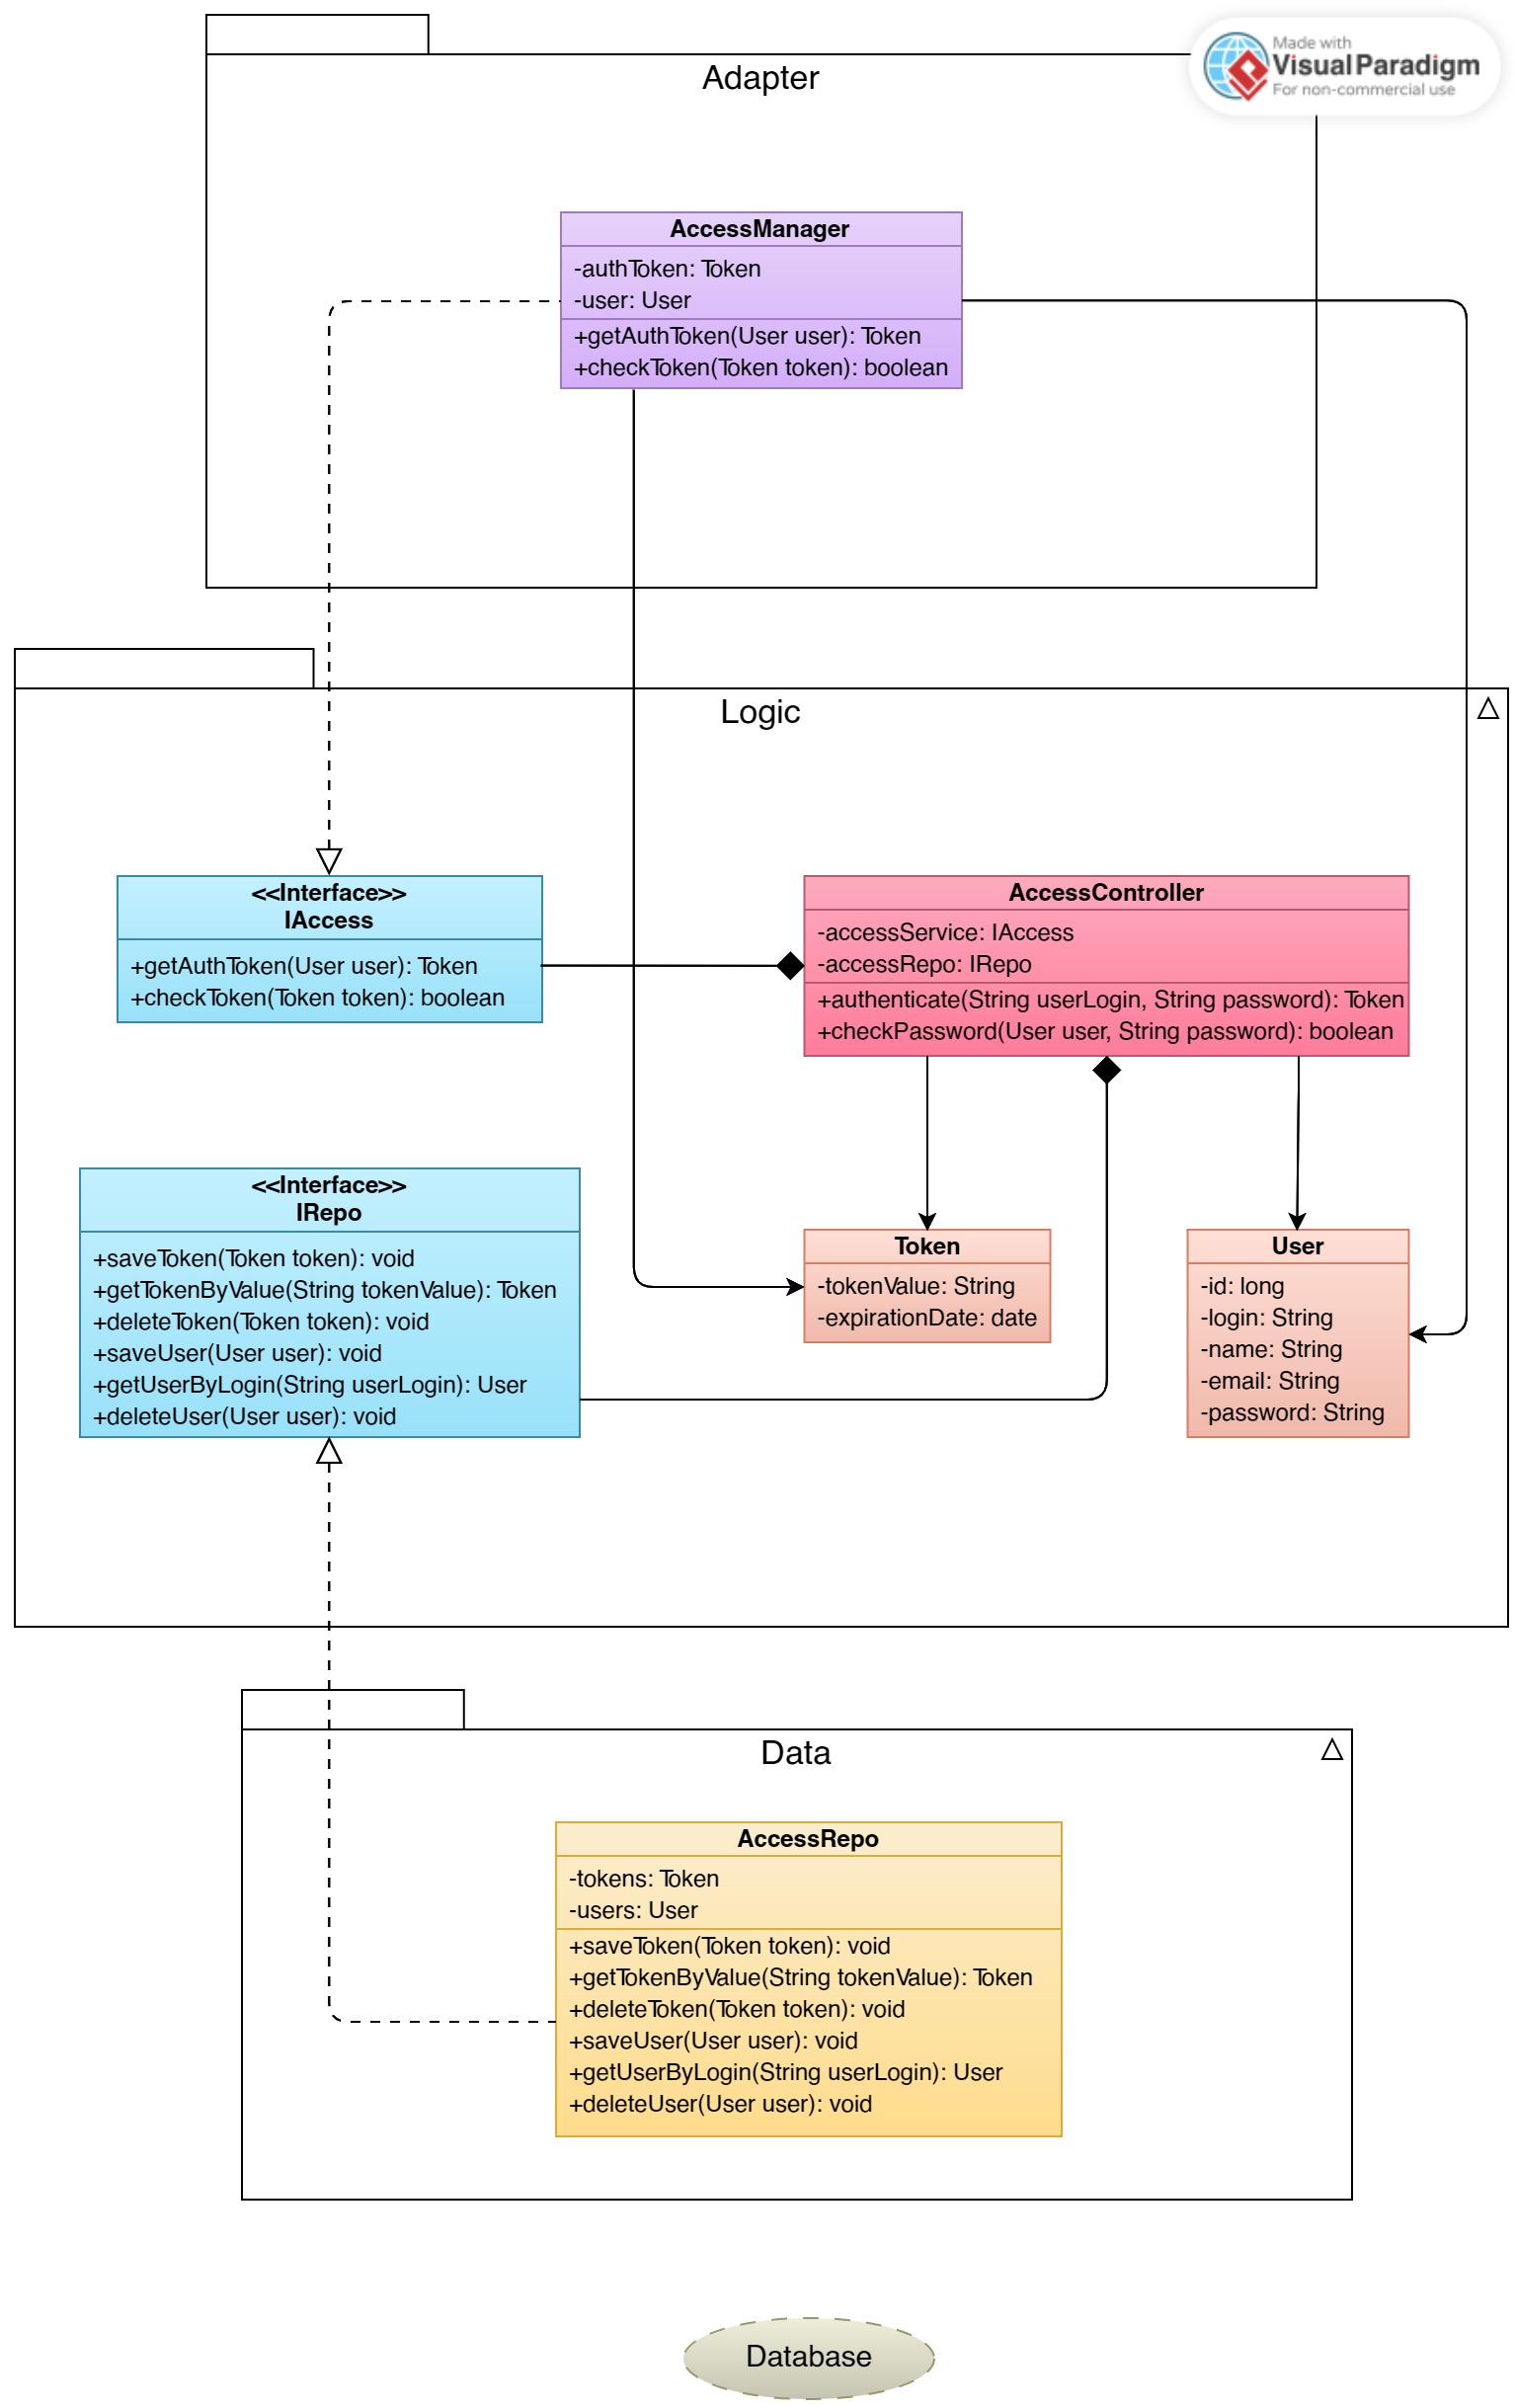 Made with
Visual Paradigm
For non-commercial use
Adapter
AccessManager
-authToken: Token
-user: User
+getAuthToken(User user): Token
+checkToken(Token token): boolean
Logic
<<Interface>>
IAccess
+getAuthToken(User user): Token
+checkToken(Token token): boolean
AccessController
-accessService: IAccess
-accessRepo: IRepo
+authenticate(String userLogin, String password): Token
+checkPassword(User user, String password): boolean
<<Interface>>
IRepo
+saveToken(Token token): void
+getTokenByValue(String tokenValue): Token
+deleteToken(Token token): void
+saveUser(User user): void
+getUserByLogin(String userLogin): User
+deleteUser(User user): void
Token
-tokenValue: String
-expirationDate: date
User
-id: long
-login: String
-name: String
-email: String
-password: String
Data
AccessRepo
-tokens: Token
-users: User
+saveToken(Token token): void
+getTokenByValue(String tokenValue): Token
+deleteToken(Token token): void
+saveUser(User user): void
+getUserByLogin(String userLogin): User
+deleteUser(User user): void
Database